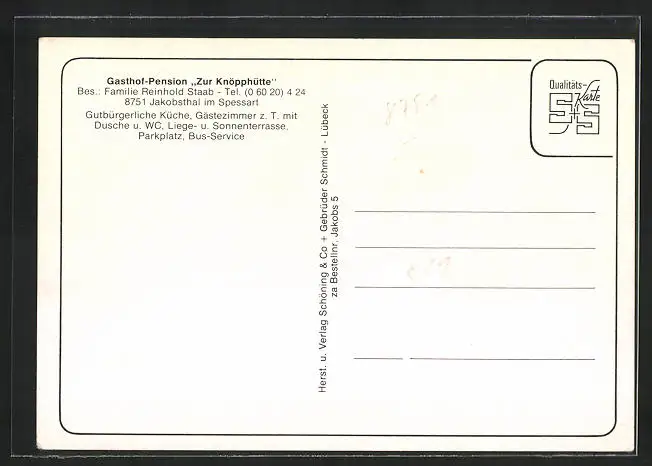 Gasthof-Pension „Zur Knöpphütte"
Bes.: Familie Reinhold Staab - Tel. (0 60 20) 4 24
8751 Jakobsthal im Spessart
Gutbürgerliche Küche, Gästezimmer z. T. mit
Dusche u. WC, Liege- u. Sonnenterrasse,
Parkplatz, Bus-Service
Herst. u. Verlag Schöning & Co + Gebrüder Schmidt - Lübeck
za Bestellnr. Jakobs 5
Qualitäts-
Karte
S+S